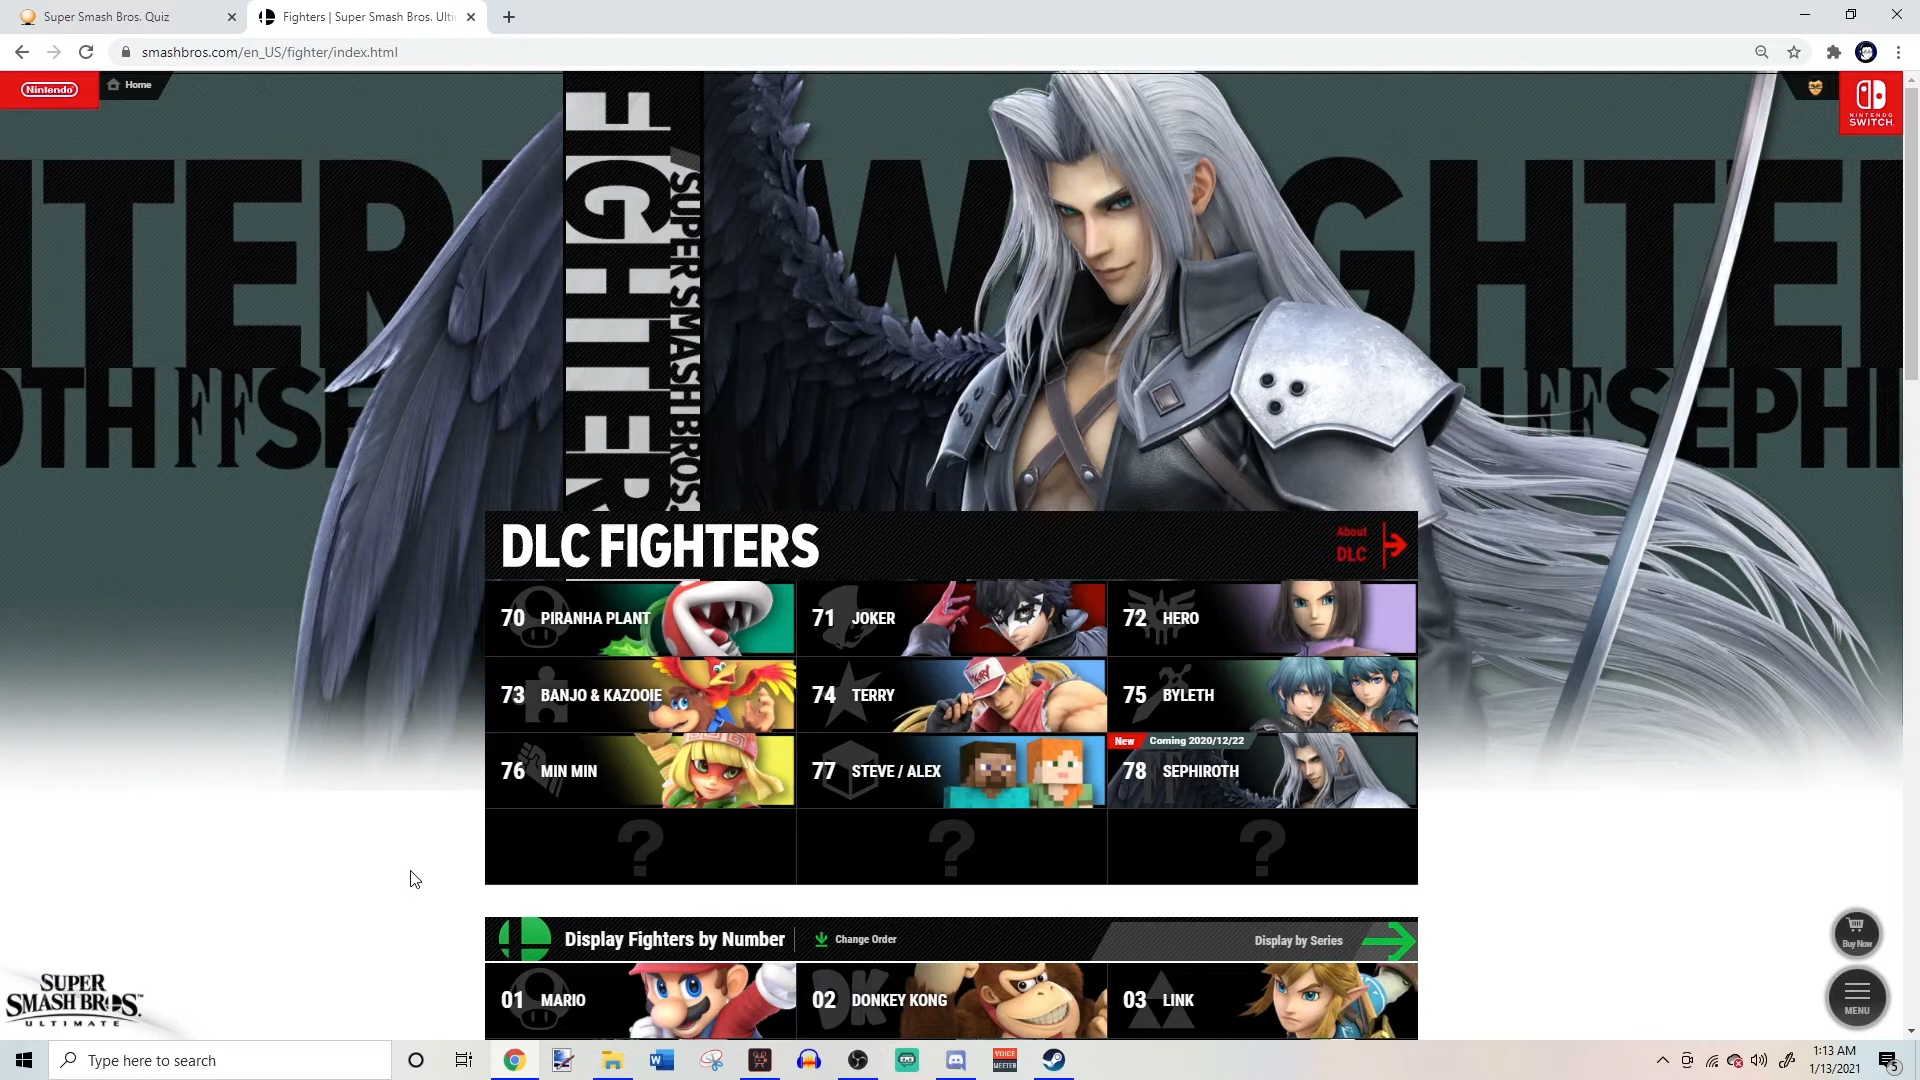 Super Smash Bros. Quiz
Fighters | Super Smash Bros. Ulti
smashbros.com/en_US/fighter/index.html
Nintendo
Home
NINTENDO
SWITCH
FIGHTER
/SUPER SMASH BROS.
DLC FIGHTERS
About
DLC
70 PIRANHA PLANT
71 JOKER
72 HERO
73 BANJO & KAZOOIE
74 TERRY
75 BYLETH
76 MIN MIN
77 STEVE / ALEX
New Coming 2020/12/22
78 SEPHIROTH
? ? ?
Display Fighters by Number
Change Order
Display by Series
01 MARIO
02 DONKEY KONG
03 LINK
Buy Now
MENU
SUPER
SMASH BROS.
ULTIMATE
Type here to search
VOICE
MEETER
1:13 AM
1/13/2021
5